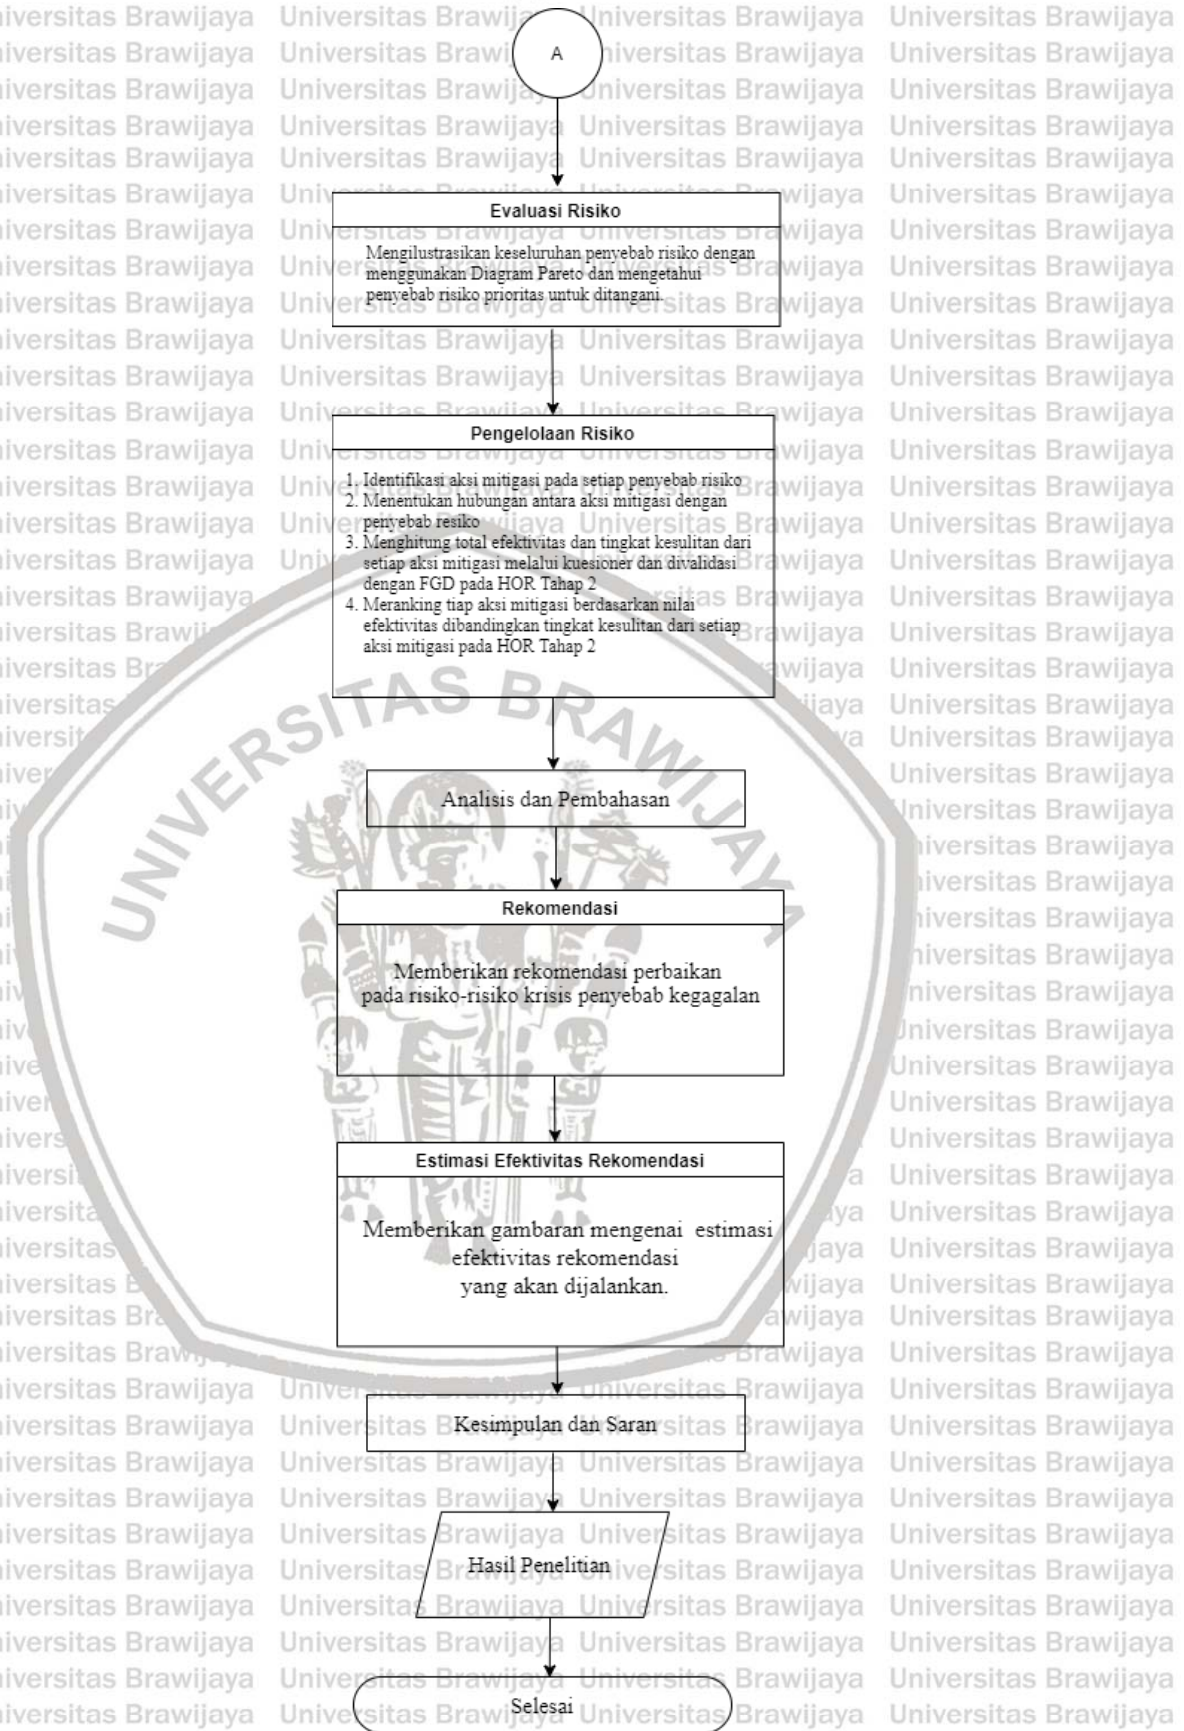 A
Evaluasi Risiko
Mengilustrasikan keseluruhan penyebab risiko dengan
menggunakan Diagram Pareto dan mengetahui
penyebab risiko prioritas untuk ditangani.
Pengelolaan Risiko
1. Identifikasi aksi mitigasi pada setiap penyebab risiko
2. Menentukan hubungan antara aksi mitigasi dengan
penyebab resiko
3. Menghitung total efektivitas dan tingkat kesulitan dari
setiap aksi mitigasi melalui kuesioner dan divalidasi
dengan FGD pada HOR Tahap 2
4. Meranking tiap aksi mitigasi berdasarkan nilai
efektivitas dibandingkan tingkat kesulitan dari setiap
aksi mitigasi pada HOR Tahap 2
UNIVERSITAS BRAWIJAYA
Analisis dan Pembahasan
Rekomendasi
Memberikan rekomendasi perbaikan
pada risiko-risiko krisis penyebab kegagalan
Estimasi Efektivitas Rekomendasi
Memberikan gambaran mengenai estimasi
efektivitas rekomendasi
yang akan dijalankan.
Kesimpulan dan Saran
Hasil Penelitian
Selesai